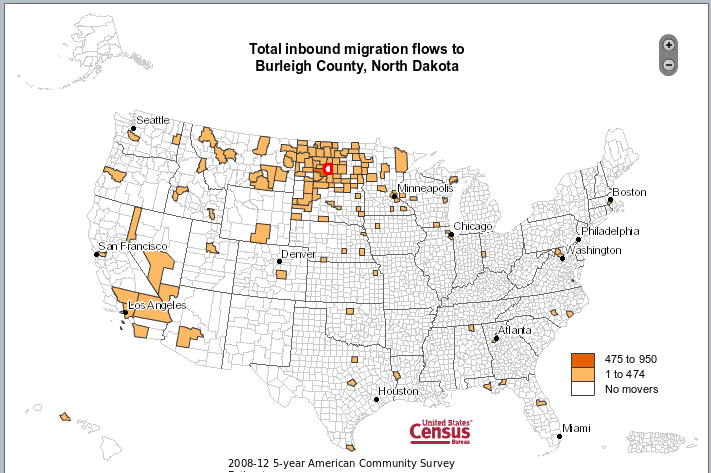 Total inbound migration flows to
Burleigh County, North Dakota
Seattle
Minneapolis
Boston
Chicago
Philadelphia
San Francisco
Washington
Denver
Los Angeles
Atlanta
475 to 950
1 to 474
No movers
Houston
United States
Census
Bureau
Miami
2008-12 5-year American Community Survey